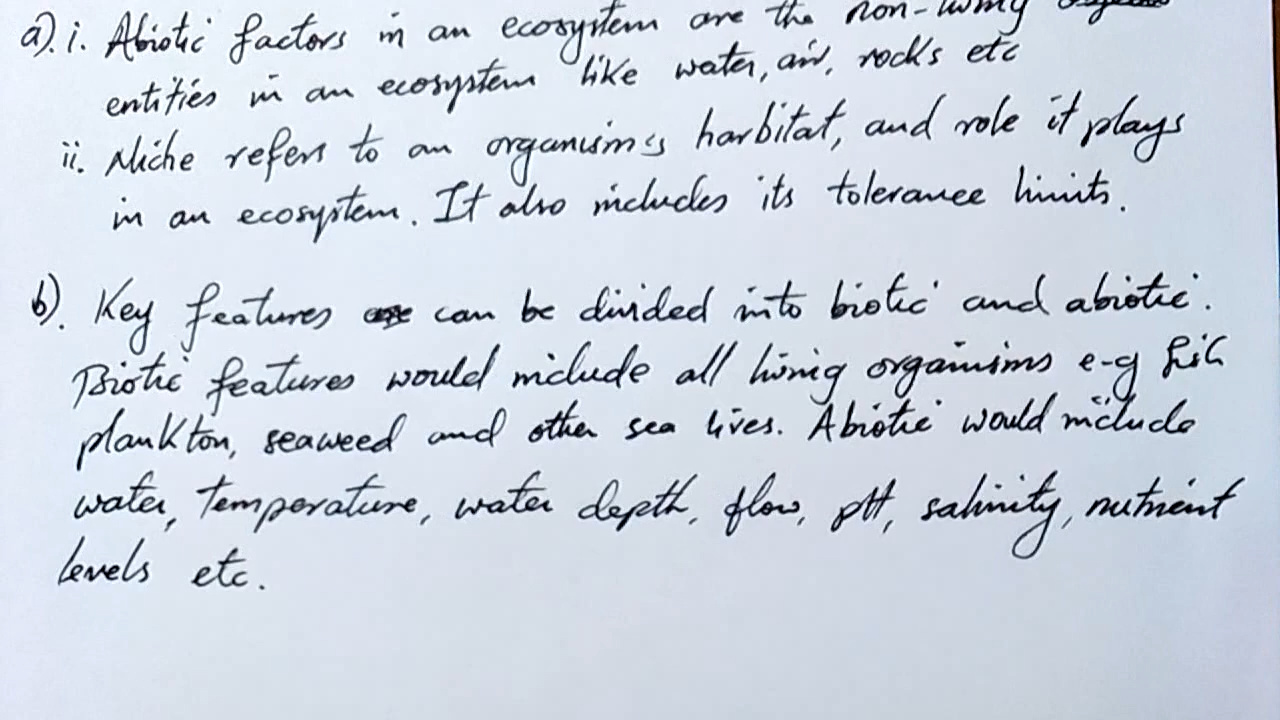 a). i. Abiotic factors in an ecosystem are the non-living
entities in an ecosystem like water, air, rocks etc
ii. Niche refers to an organism's harbitat, and role it plays
in an ecosystem. It also includes its tolerance limits.
b). Key features can be divided into biotic and abiotic.
Biotic features would include all living organisms e-g fish
plankton, seaweed and other sea lives. Abiotic would include
water, temperature, water depth, flow, pH, salinity, nutrient
levels etc.